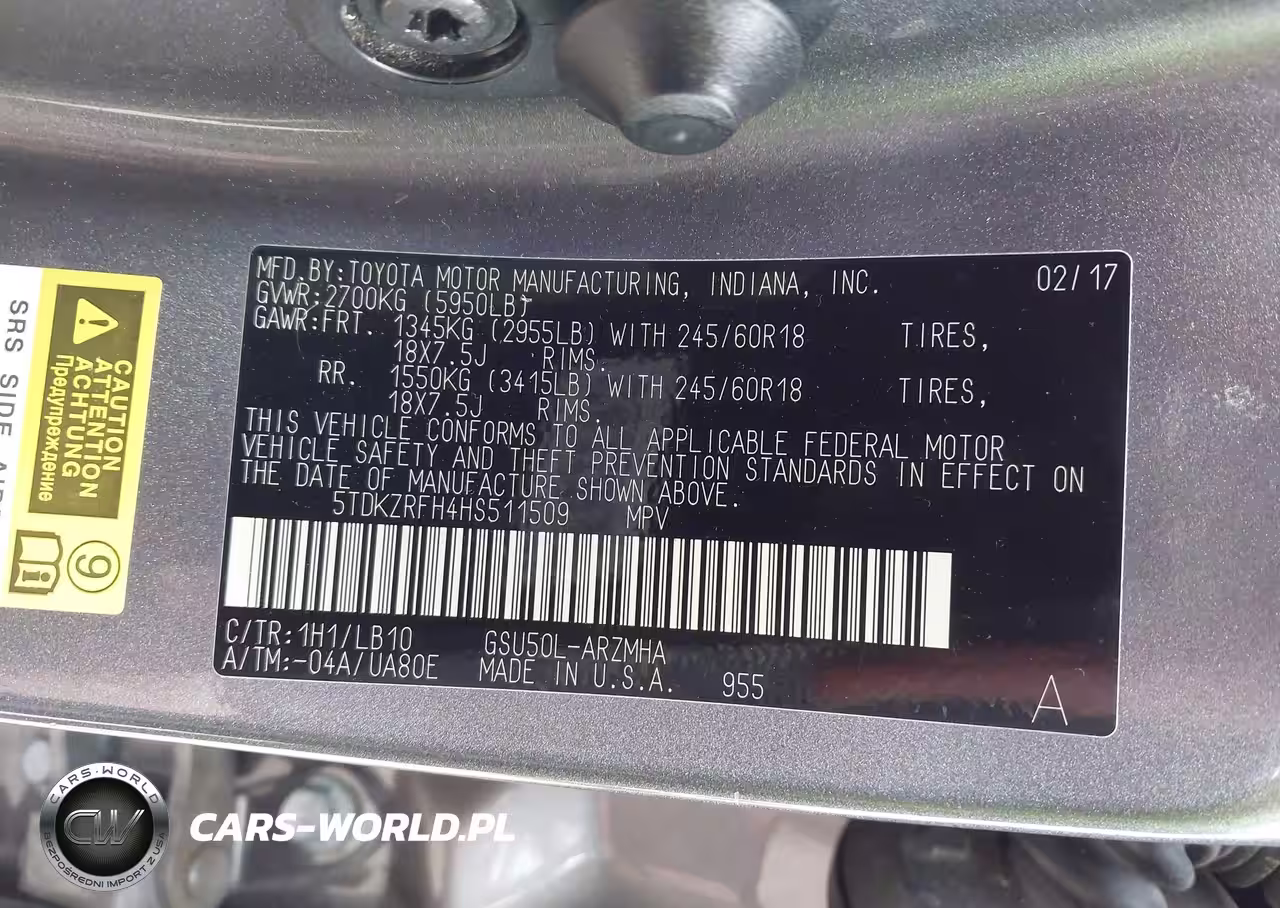 MFD.BY:TOYOTA MOTOR MANUFACTURING, INDIANA, INC. 02/17
GVWR:2700KG (5950LB)
GAWR:FRT. 1345KG (2955LB) WITH 245/60R18 TIRES,
18X7.5J RIMS.
RR. 1550KG (3415LB) WITH 245/60R18 TIRES,
18X7.5J RIMS.
THIS VEHICLE CONFORMS TO ALL APPLICABLE FEDERAL MOTOR
VEHICLE SAFETY AND THEFT PREVENTION STANDARDS IN EFFECT ON
THE DATE OF MANUFACTURE SHOWN ABOVE.
5TDKZRFH4HS511509 MPV
C/TR:1H1/LB10 GSU50L-ARZMHA
A/TM:-04A/UA80E MADE IN U.S.A. 955
A
CAUTION
ATTENTION
ACHTUNG
Предупреждение
9
SRS SIDE
CARS-WORLD
CW
BEZPOŚREDNI IMPORT Z USA
CARS-WORLD.PL